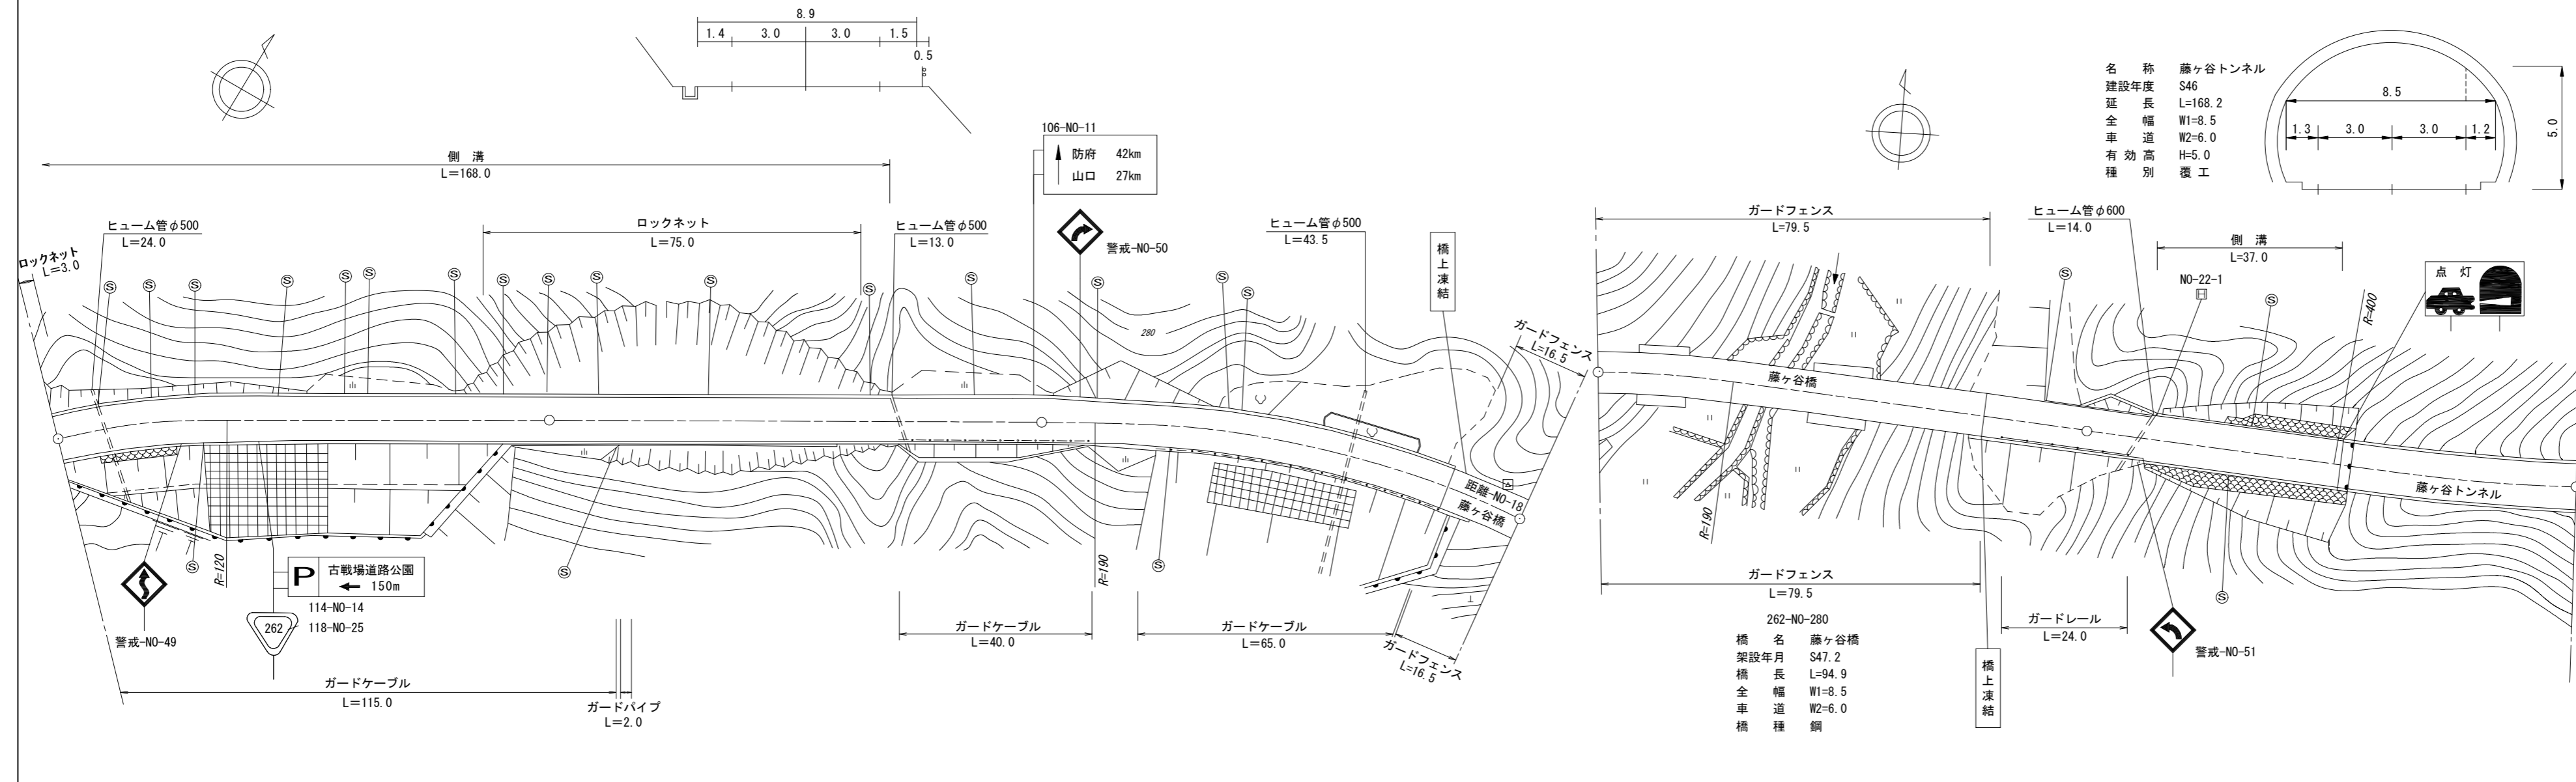 8.9
1.4 3.0 3.0 1.5
0.5
側 溝
L=168.0
106-NO-11
防府 42km
山口 27km
ヒューム管φ500
L=24.0
ロックネット
L=75.0
ヒューム管φ500
L=13.0
警戒-NO-50
ヒューム管φ500
L=43.5
橋上凍結
ロックネット
L=3.0
S S S S S S S S S S S S S S S S
280
ガードフェンス
L=16.5
距離-NO-18
藤ヶ谷橋
R=120
R=190
S S S
警戒-NO-49
P 古戦場道路公園
150m
114-NO-14
262
118-NO-25
ガードケーブル
L=115.0
ガードパイプ
L=2.0
ガードケーブル
L=40.0
ガードケーブル
L=65.0
ガードフェンス
L=16.5
名 称 藤ヶ谷トンネル
建設年度 S46
延 長 L=168.2
全 幅 W1=8.5
車 道 W2=6.0
有 効 高 H=5.0
種 別 覆 工
8.5
1.3 3.0 3.0 1.2
5.0
ガードフェンス
L=79.5
ヒューム管φ600
L=14.0
側 溝
L=37.0
NO-22-1
H
S S
R=400
点 灯
藤ヶ谷橋
藤ヶ谷トンネル
R=190
ガードフェンス
L=79.5
262-NO-280
橋 名 藤ヶ谷橋
架設年月 S47.2
橋 長 L=94.9
全 幅 W1=8.5
車 道 W2=6.0
橋 種 鋼
橋上凍結
ガードレール
L=24.0
S
警戒-NO-51